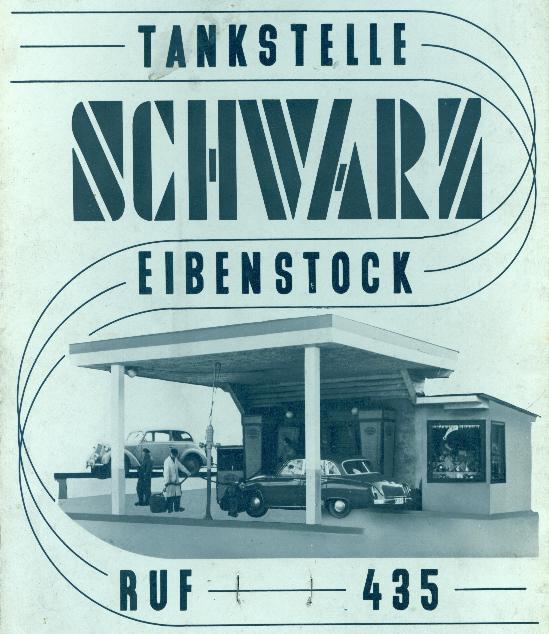 TANKSTELLE
SCHWARZ
EIBENSTOCK
RUF 435